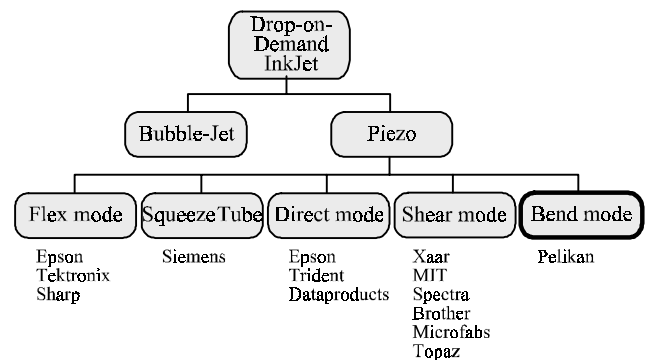 Drop-on-
Demand
InkJet
Bubble-Jet
Piezo
Flex mode
SqueezeTube
Direct mode
Shear mode
Bend mode
Epson
Tektronix
Sharp
Siemens
Epson
Trident
Dataproducts
Xaar
MIT
Spectra
Brother
Microfabs
Topaz
Pelikan